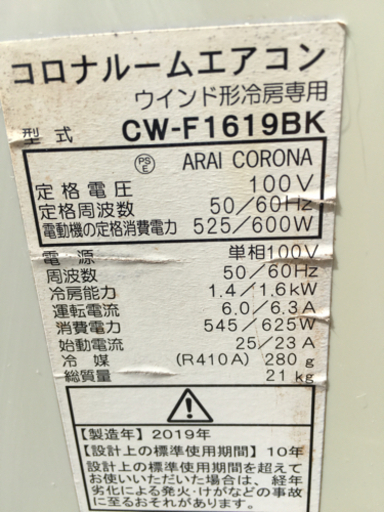 コロナルームエアコン
ウインド形冷房専用
型式 CW-F1619BK
PSE ARAI CORONA
定格電圧 100V
定格周波数 50/60Hz
電動機の定格消費電力 525/600W
電源 単相100V
周波数 50/60Hz
冷房能力 1.4/1.6kW
運転電流 6.0/6.3A
消費電力 545/625W
始動電流 25/23A
冷媒 (R410A) 280g
総質量 21kg
【製造年】2019年
【設計上の標準使用期間】10年
設計上の標準使用期間を超えて
お使いいただいた場合は、経年
劣化による発火・けがなどの事故
に至るおそれがあります。